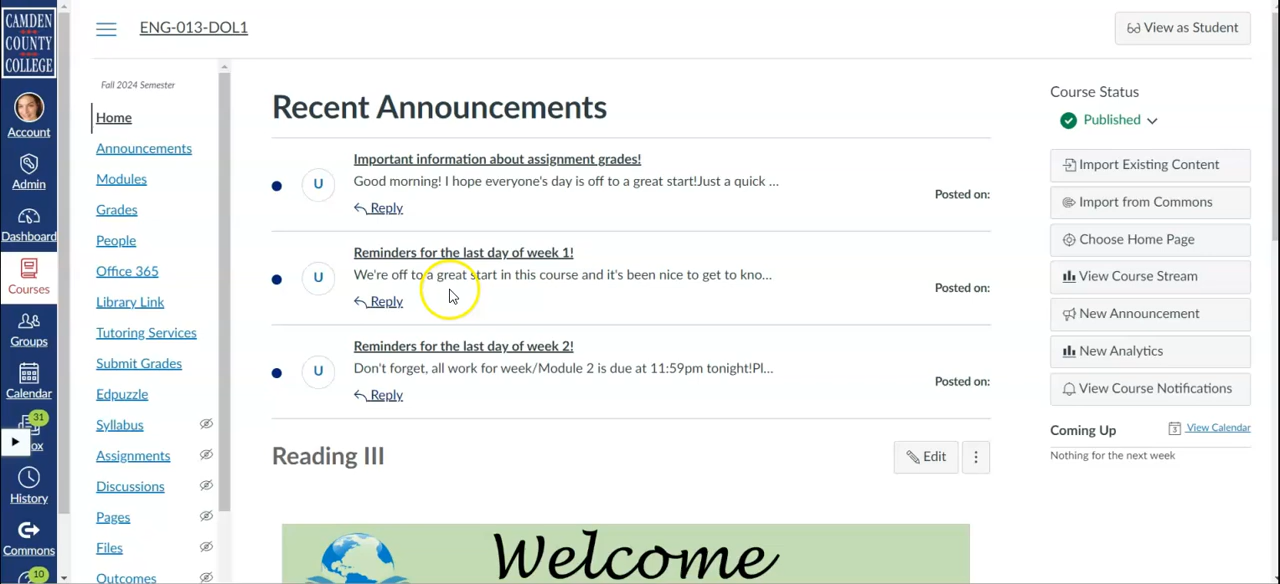 CAMDEN
COUNTY
COLLEGE
Account
Admin
Dashboard
Courses
Groups
Calendar
31
ox
History
Commons
10
ENG-013-DOL1
View as Student
Fall 2024 Semester
Home
Announcements
Modules
Grades
People
Office 365
Library Link
Tutoring Services
Submit Grades
Edpuzzle
Syllabus
Assignments
Discussions
Pages
Files
Outcomes
Recent Announcements
U
Important information about assignment grades!
Good morning! I hope everyone's day is off to a great start!Just a quick ...
Reply
Posted on:
U
Reminders for the last day of week 1!
We're off to a great start in this course and it's been nice to get to kno...
Reply
Posted on:
U
Reminders for the last day of week 2!
Don't forget, all work for week/Module 2 is due at 11:59pm tonight!Pl...
Reply
Posted on:
Reading III
Edit
Welcome
Course Status
Published
Import Existing Content
Import from Commons
Choose Home Page
View Course Stream
New Announcement
New Analytics
View Course Notifications
Coming Up
View Calendar
Nothing for the next week